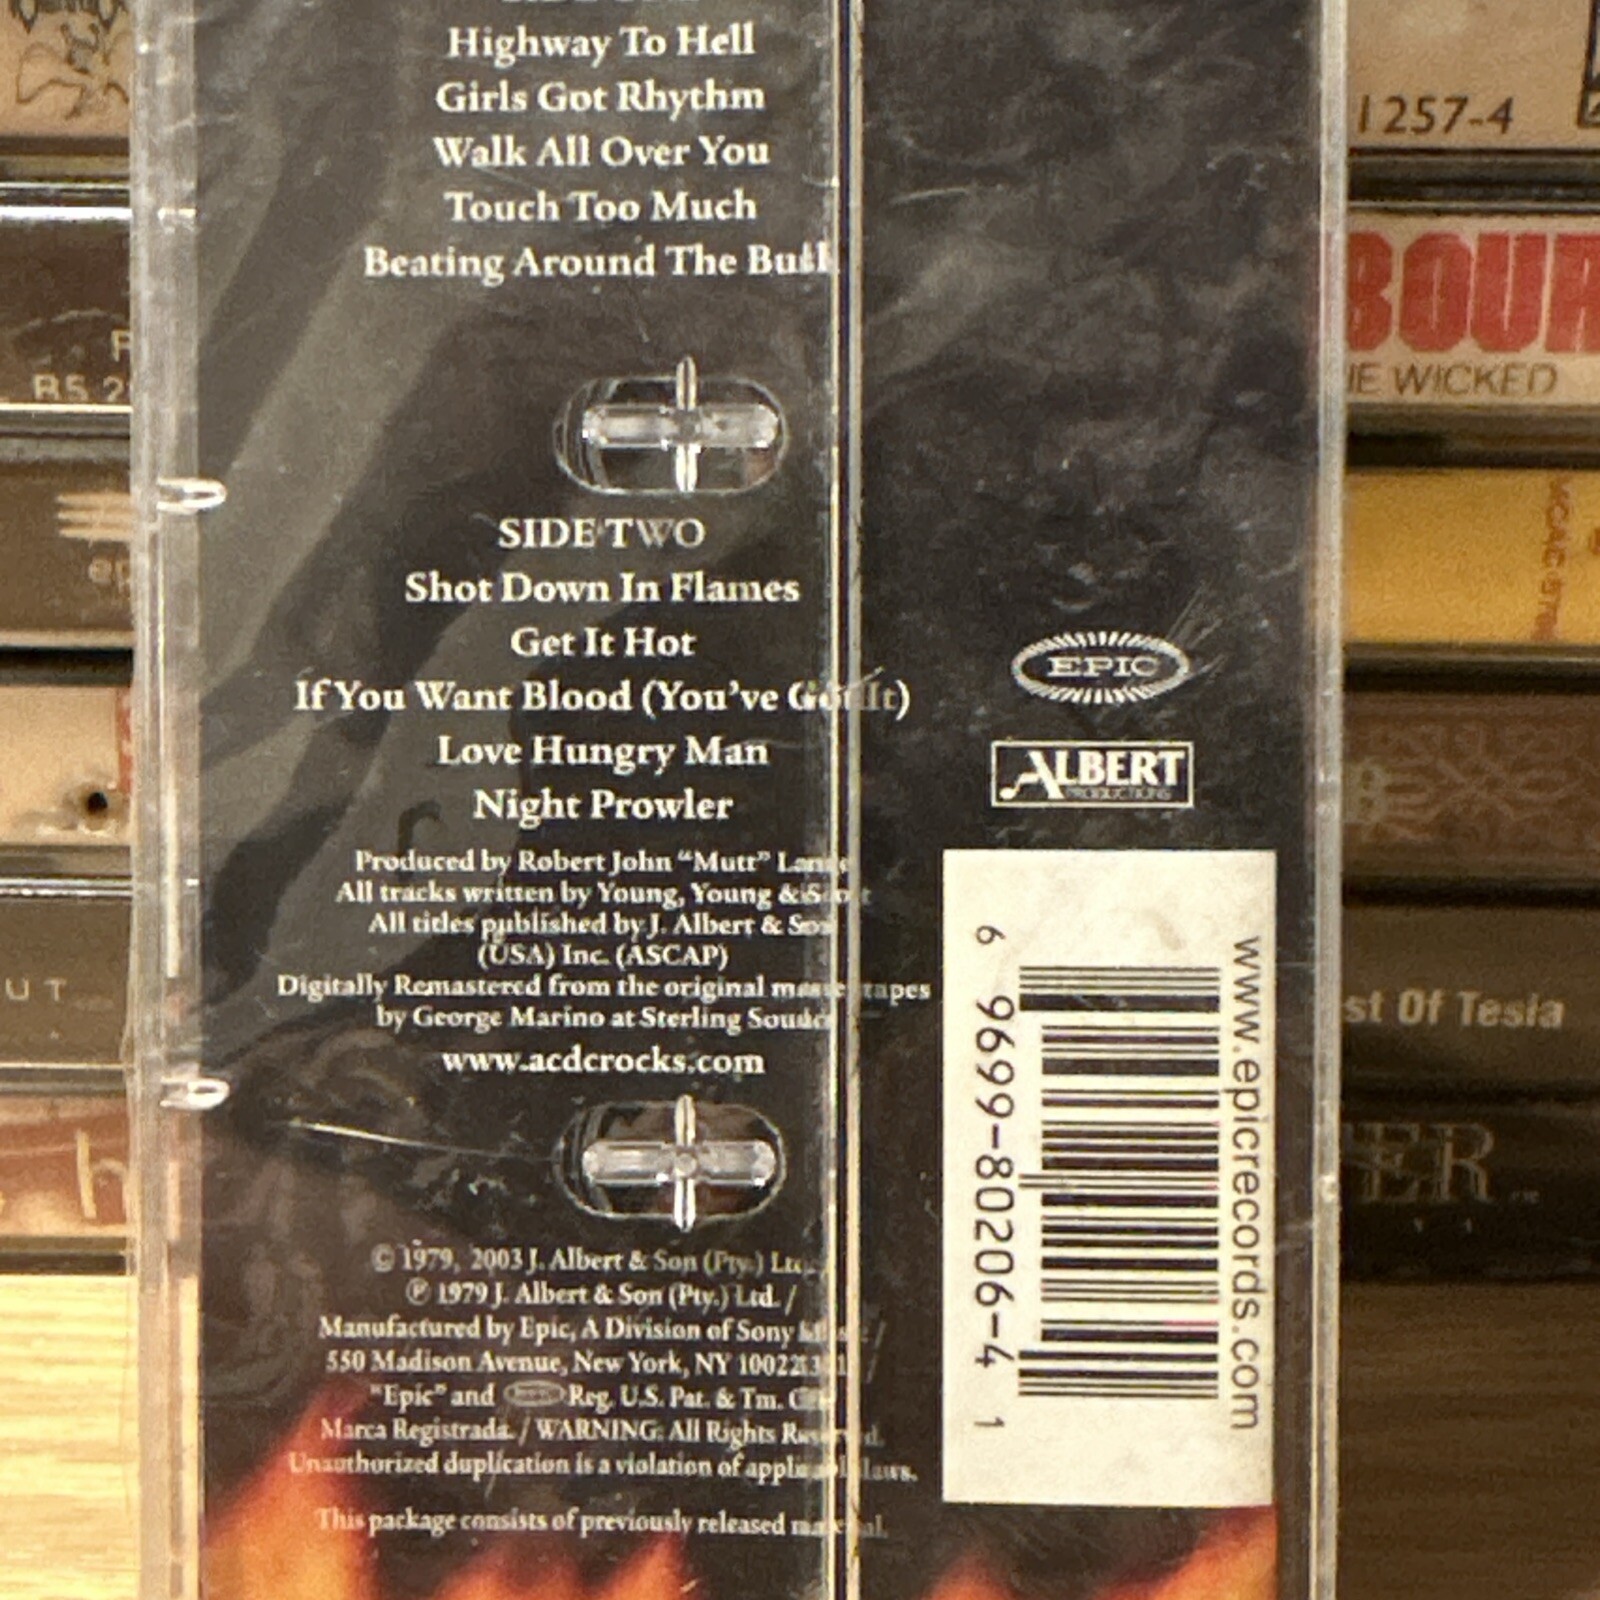 Highway To Hell
Girls Got Rhythm
Walk All Over You
Touch Too Much
Beating Around The
SIDE TWO
Shot Down In Flames
Get It Hot
If You Want Blood (You've Got It)
Love Hungry Man
Night Prowler
Produced by Robert John "Mutt" Lange
All tracks written by Young, Young & Scott
All titles published by J. Albert & Son
(USA) Inc. (ASCAP)
Digitally Remastered from the original master tapes
by George Marino at Sterling Sound
www.acdcrocks.com
© 1979, 2003 J. Albert & Son (Pty.) Ltd. /
℗ 1979 J. Albert & Son (Pty.) Ltd. /
Manufactured by Epic, A Division of Sony Music /
550 Madison Avenue, New York, NY
"Epic" and Reg. U.S. Pat. & Tm.
Marca Registrada. / WARNING: All Rights Reserved.
Unauthorized duplication is a violation of applicable laws.
This package consists of previously released material.
EPIC
ALBERT
PRODUCTIONS
www.epicrecords.com
6 9699-80206-4 1
1257-4
BOUR
IE WICKED
st Of Tesla
ER
R5 2
UT